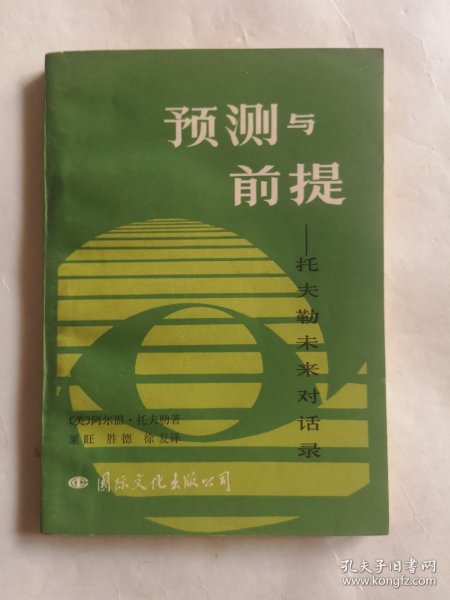 预测与
前提
——托夫勒未来对话录
〔美〕阿尔温·托夫勒著
粟旺 胜德 徐复译
国际文化出版公司
孔夫子旧书网
www.kongfz.com